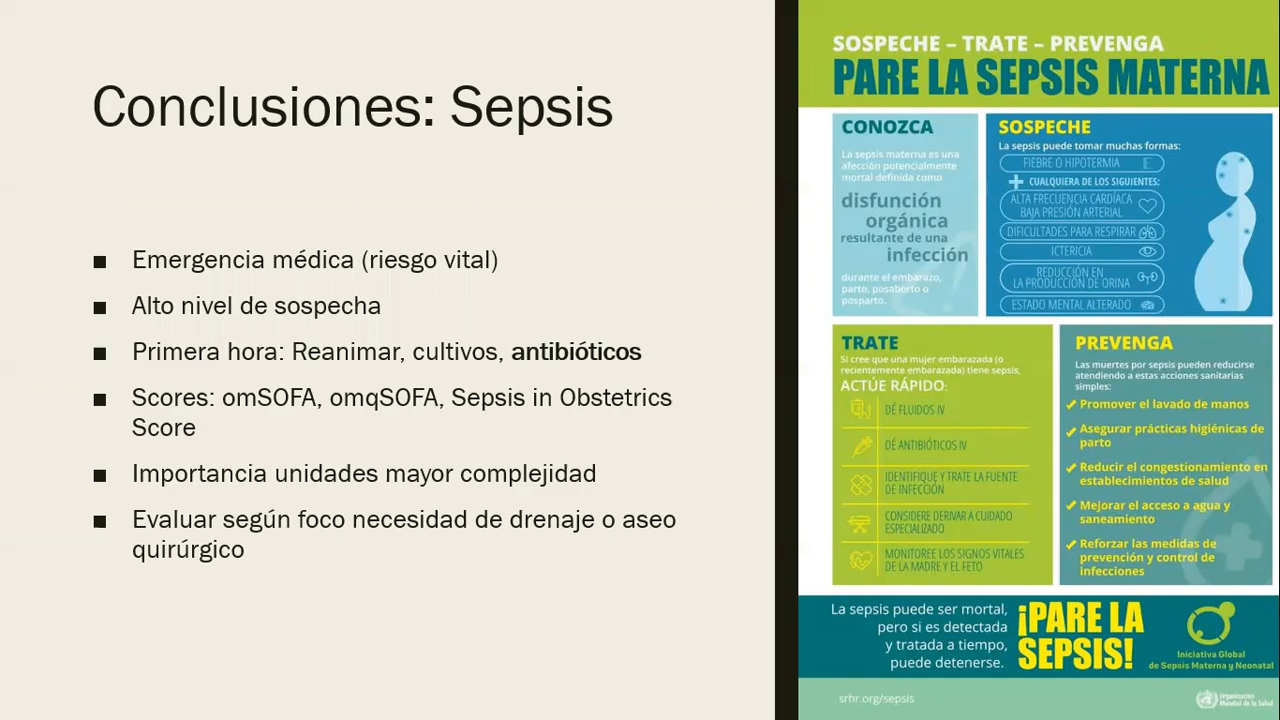 Conclusiones: Sepsis
■ Emergencia médica (riesgo vital)
■ Alto nivel de sospecha
■ Primera hora: Reanimar, cultivos, antibióticos
■ Scores: omSOFA, omqSOFA, Sepsis in Obstetrics
Score
■ Importancia unidades mayor complejidad
■ Evaluar según foco necesidad de drenaje o aseo
quirúrgico
SOSPECHE – TRATE – PREVENGA
PARE LA SEPSIS MATERNA
CONOZCA
La sepsis materna es una
afección potencialmente
mortal definida como
disfunción
orgánica
resultante de una
infección
durante el embarazo,
parto, posaborto o
posparto.
SOSPECHE
La sepsis puede tomar muchas formas:
FIEBRE O HIPOTERMIA
+ CUALQUIERA DE LOS SIGUIENTES:
ALTA FRECUENCIA CARDÍACA
BAJA PRESIÓN ARTERIAL
DIFICULTADES PARA RESPIRAR
ICTERICIA
REDUCCIÓN EN
LA PRODUCCIÓN DE ORINA
ESTADO MENTAL ALTERADO
TRATE
Si cree que una mujer embarazada (o
recientemente embarazada) tiene sepsis,
ACTÚE RÁPIDO:
DÉ FLUIDOS IV
DÉ ANTIBIÓTICOS IV
IDENTIFIQUE Y TRATE LA FUENTE
DE INFECCIÓN
CONSIDERE DERIVAR A CUIDADO
ESPECIALIZADO
MONITOREE LOS SIGNOS VITALES
DE LA MADRE Y EL FETO
PREVENGA
Las muertes por sepsis pueden reducirse
atendiendo a estas acciones sanitarias
simples:
✓ Promover el lavado de manos
✓ Asegurar prácticas higiénicas de
parto
✓ Reducir el congestionamiento en
establecimientos de salud
✓ Mejorar el acceso a agua y
saneamiento
✓ Reforzar las medidas de
prevención y control de
infecciones
La sepsis puede ser mortal,
pero si es detectada
y tratada a tiempo,
puede detenerse.
¡PARE LA
SEPSIS!
Iniciativa Global
de Sepsis Materna y Neonatal
srhr.org/sepsis
Organización
Mundial de la Salud